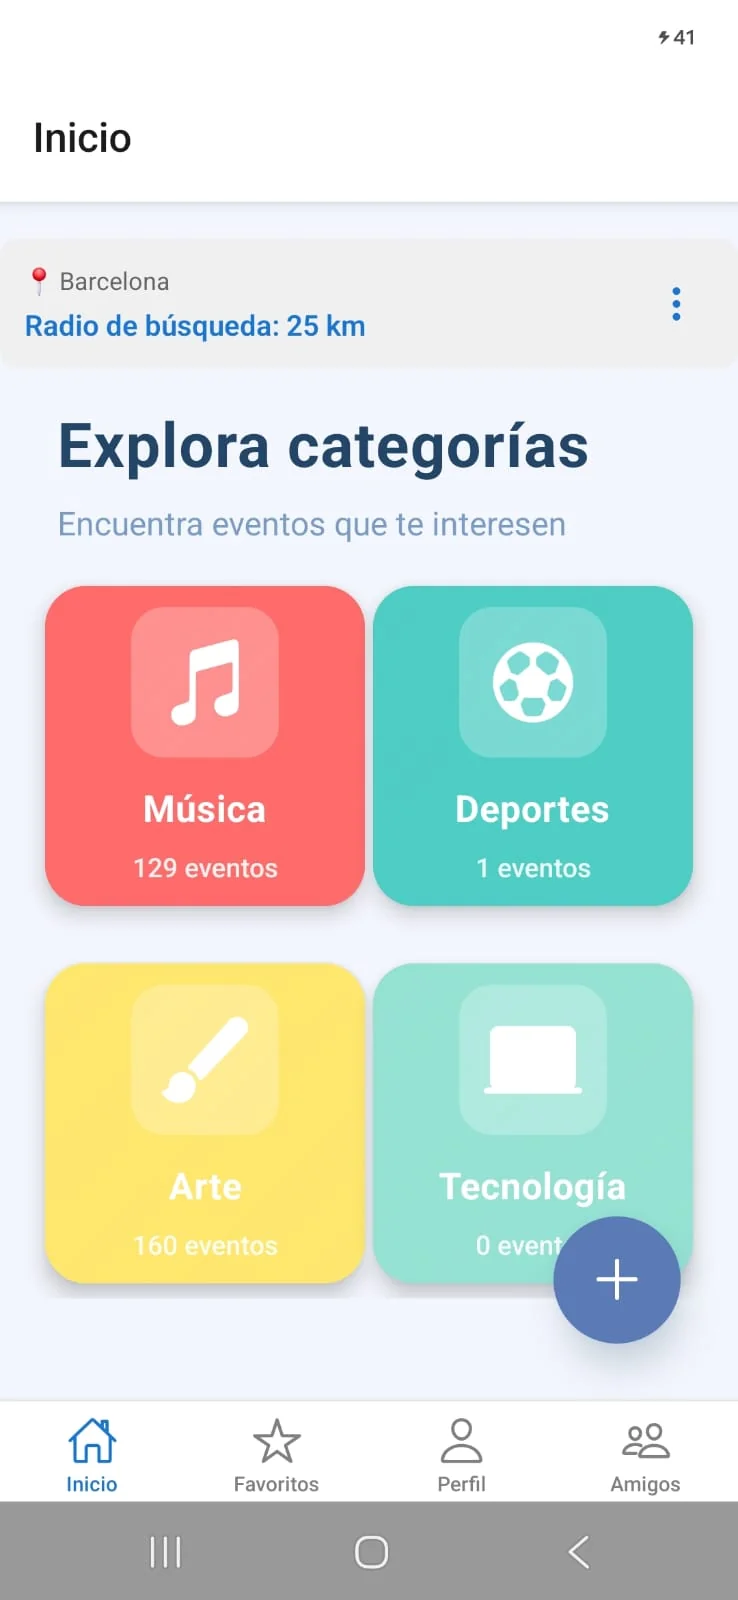 41
Inicio
Barcelona
Radio de búsqueda: 25 km
Explora categorías
Encuentra eventos que te interesen
Música
129 eventos
Deportes
1 eventos
Arte
160 eventos
Tecnología
0 event
Inicio
Favoritos
Perfil
Amigos